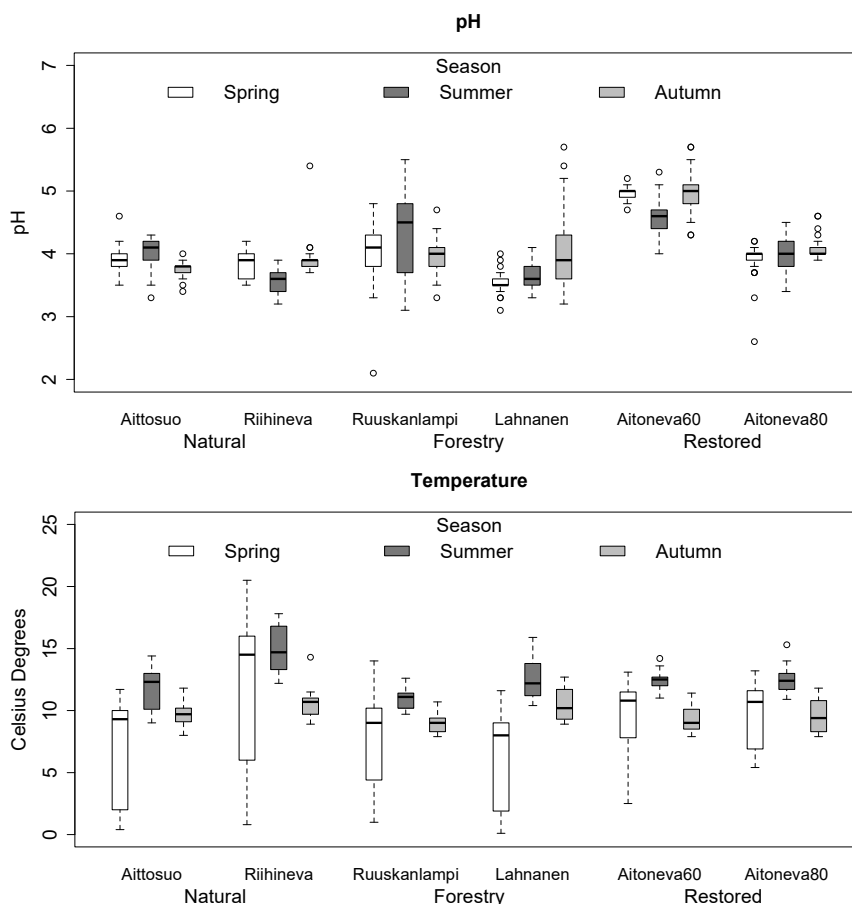 pH
Season
Spring Summer Autumn
7
6
5
4
3
2
pH
Aittosuo Riihineva Ruuskanlampi Lahnanen Aitoneva60 Aitoneva80
Natural Forestry Restored
Temperature
Season
Spring Summer Autumn
25
20
15
10
5
0
Celsius Degrees
Aittosuo Riihineva Ruuskanlampi Lahnanen Aitoneva60 Aitoneva80
Natural Forestry Restored